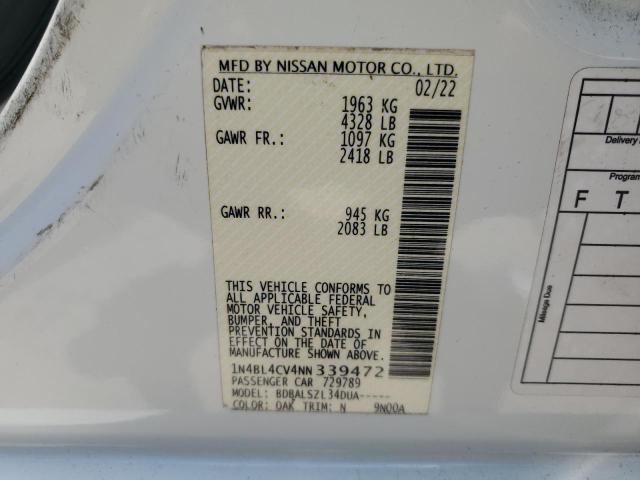 MFD BY NISSAN MOTOR CO., LTD.
DATE: 02/22
GVWR: 1963 KG
4328 LB
GAWR FR.: 1097 KG
2418 LB
GAWR RR.: 945 KG
2083 LB
THIS VEHICLE CONFORMS TO
ALL APPLICABLE FEDERAL
MOTOR VEHICLE SAFETY,
BUMPER, AND THEFT
PREVENTION STANDARDS IN
EFFECT ON THE DATE OF
MANUFACTURE SHOWN ABOVE.
1N4BL4CV4NN339472
PASSENGER CAR 729789
MODEL: BDBALSZL34DUA-----
COLOR: QAK TRIM: N 9N00A
Delivery
Program
F T
Mileage Due